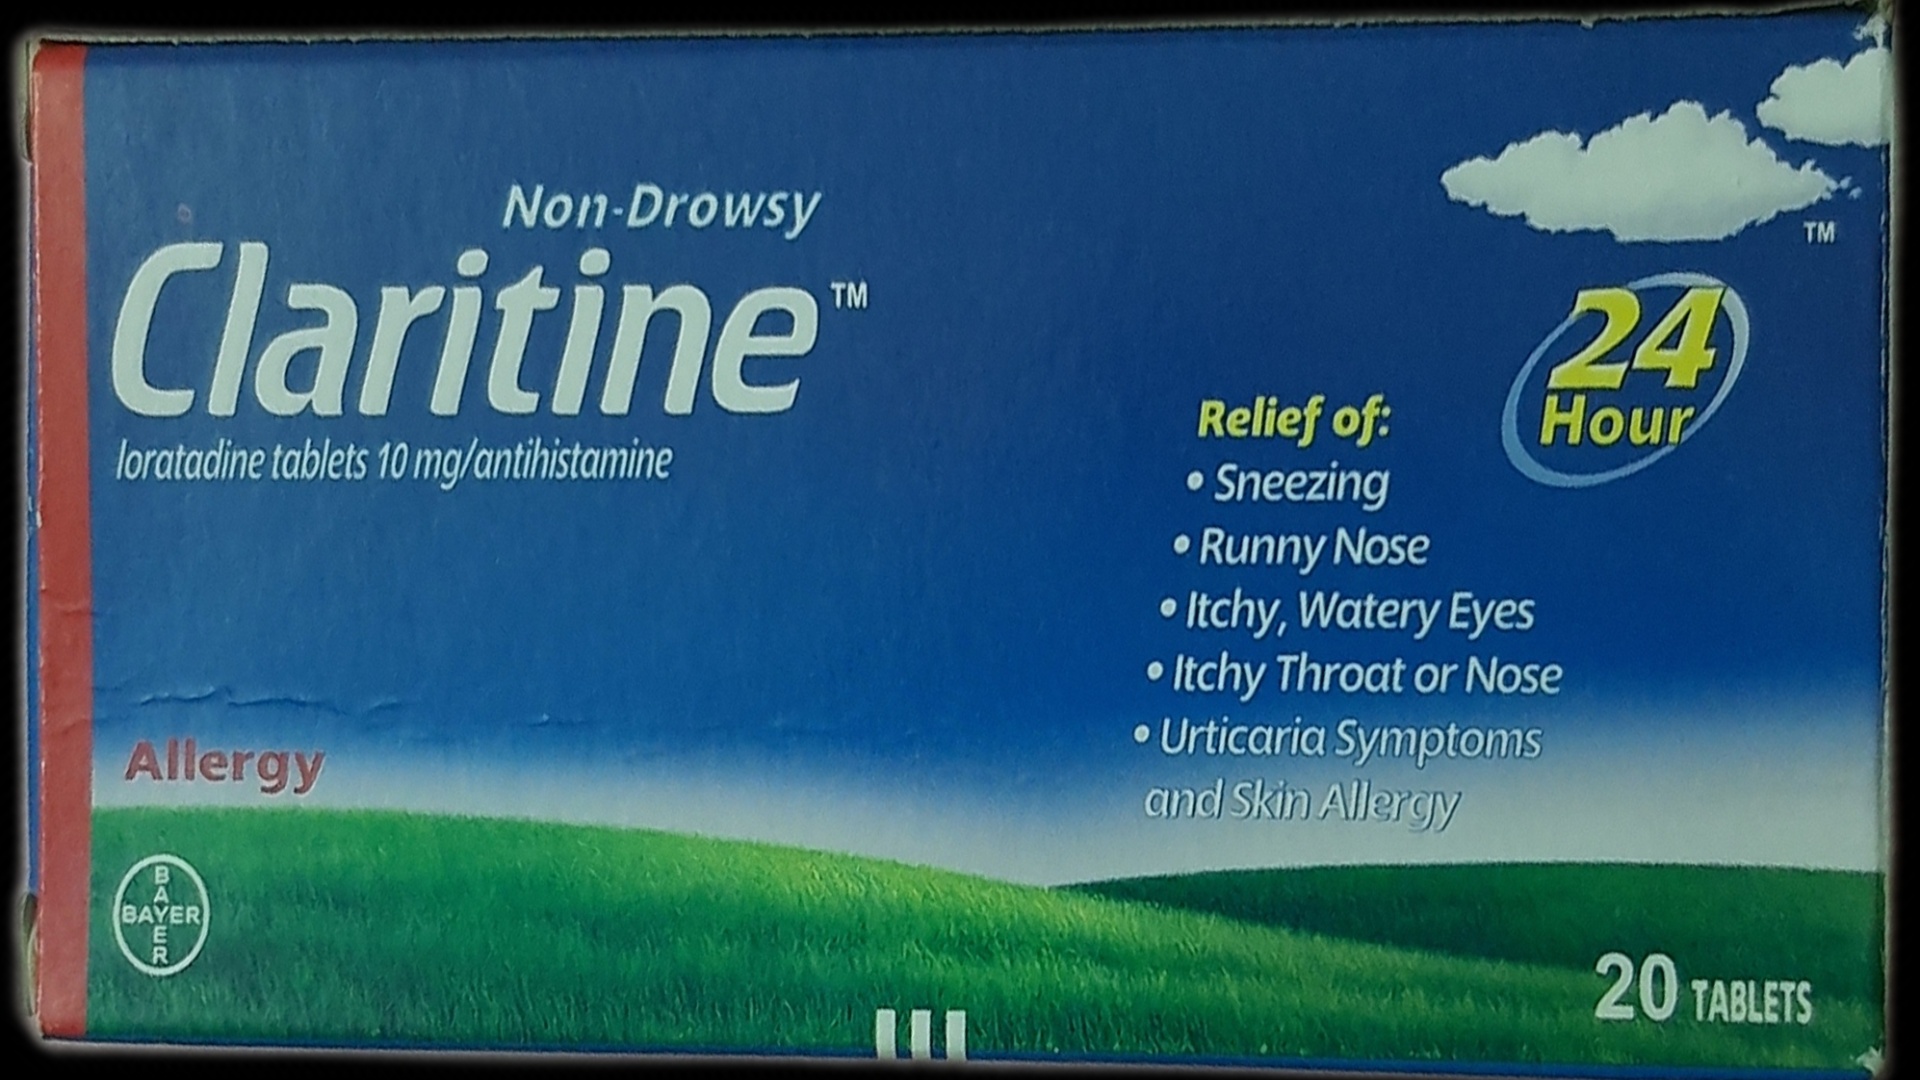 Non-Drowsy
Claritine™
loratadine tablets 10 mg/antihistamine
TM
24
Hour
Relief of:
• Sneezing
• Runny Nose
• Itchy, Watery Eyes
• Itchy Throat or Nose
• Urticaria Symptoms
and Skin Allergy
Allergy
BAYER
BAYER
20 TABLETS